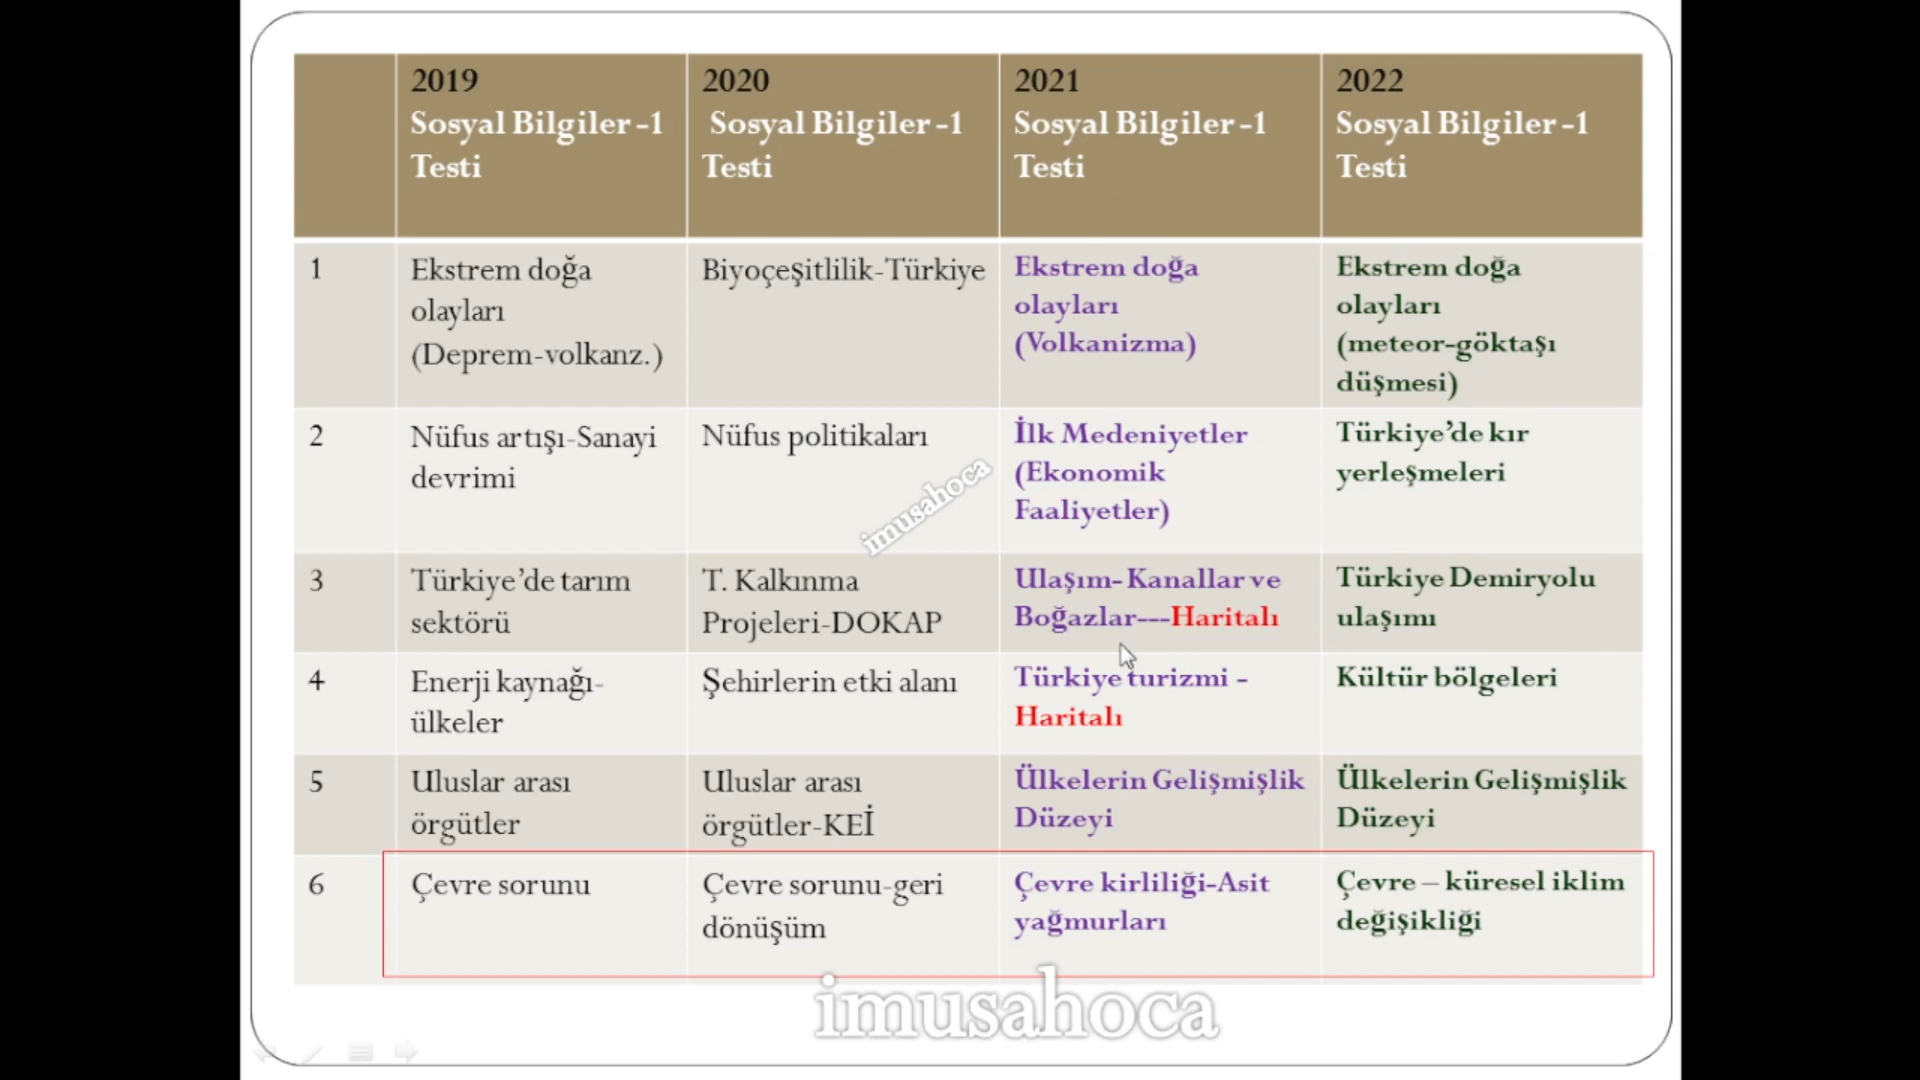 2019
Sosyal Bilgiler -1
Testi
2020
Sosyal Bilgiler -1
Testi
2021
Sosyal Bilgiler -1
Testi
2022
Sosyal Bilgiler -1
Testi
1
Ekstrem doğa
olayları
(Deprem-volkanz.)
Biyoçeşitlilik-Türkiye
Ekstrem doğa
olayları
(Volkanizma)
Ekstrem doğa
olayları
(meteor-göktaşı
düşmesi)
2
Nüfus artışı-Sanayi
devrimi
Nüfus politikaları
İlk Medeniyetler
(Ekonomik
Faaliyetler)
Türkiye’de kır
yerleşmeleri
imusahoca
3
Türkiye’de tarım
sektörü
T. Kalkınma
Projeleri-DOKAP
Ulaşım- Kanallar ve
Boğazlar---Haritalı
Türkiye Demiryolu
ulaşımı
4
Enerji kaynağı-
ülkeler
Şehirlerin etki alanı
Türkiye turizmi -
Haritalı
Kültür bölgeleri
5
Uluslar arası
örgütler
Uluslar arası
örgütler-KEİ
Ülkelerin Gelişmişlik
Düzeyi
Ülkelerin Gelişmişlik
Düzeyi
6
Çevre sorunu
Çevre sorunu-geri
dönüşüm
Çevre kirliliği-Asit
yağmurları
Çevre – küresel iklim
değişikliği
imusahoca